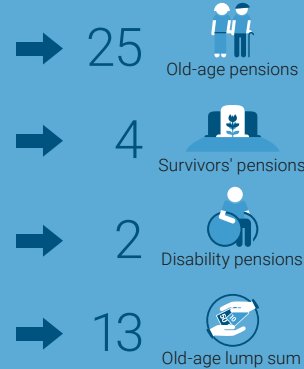 25
Old-age pensions
4
Survivors' pensions
2
Disability pensions
13
Old-age lump sum